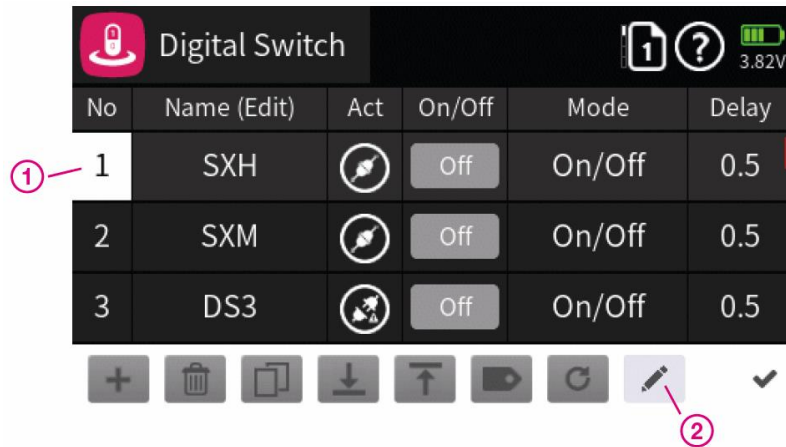 Digital Switch
1
?
3.82V
No Name (Edit) Act On/Off Mode Delay
1 1 SXH Off On/Off 0.5
2 SXM Off On/Off 0.5
3 DS3 Off On/Off 0.5
2